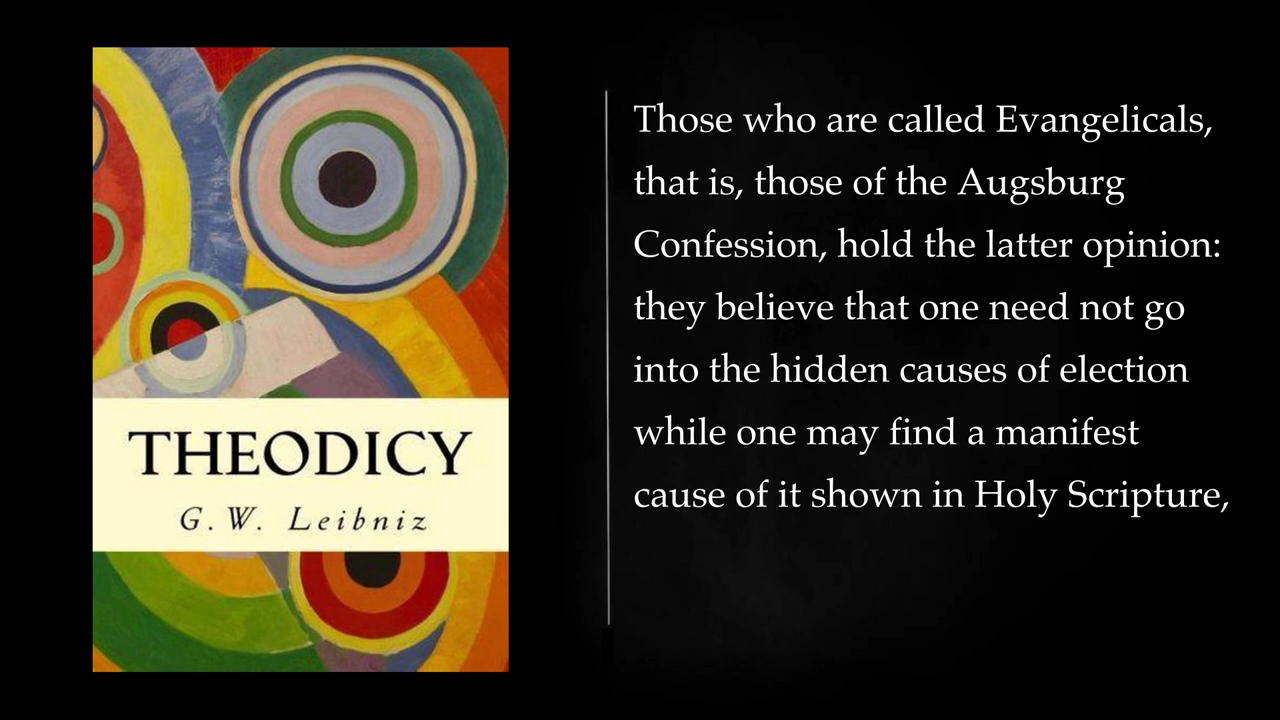 THEODICY
G. W. Leibniz
Those who are called Evangelicals,
that is, those of the Augsburg
Confession, hold the latter opinion:
they believe that one need not go
into the hidden causes of election
while one may find a manifest
cause of it shown in Holy Scripture,